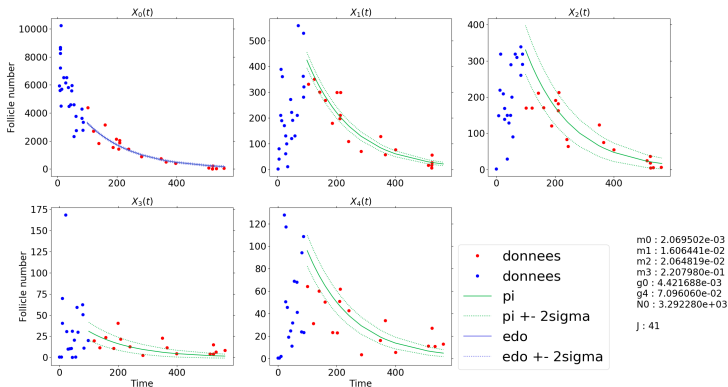 X0(t)
X1(t)
X2(t)
Follicle number
10000
8000
6000
4000
2000
0
0 200 400
500
400
300
200
100
0
0 200 400
400
300
200
100
0
0 200 400
Time
X3(t)
X4(t)
Follicle number
175
150
125
100
75
50
25
0
0 200 400
Time
120
100
80
60
40
20
0
0 200 400
donnees
donnees
pi
pi +- 2sigma
edo
edo +- 2sigma
m0 : 2.069502e-03
m1 : 1.606441e-02
m2 : 2.064819e-02
m3 : 2.207980e-01
g0 : 4.421688e-03
g4 : 7.096060e-02
N0 : 3.292280e+03
J : 41